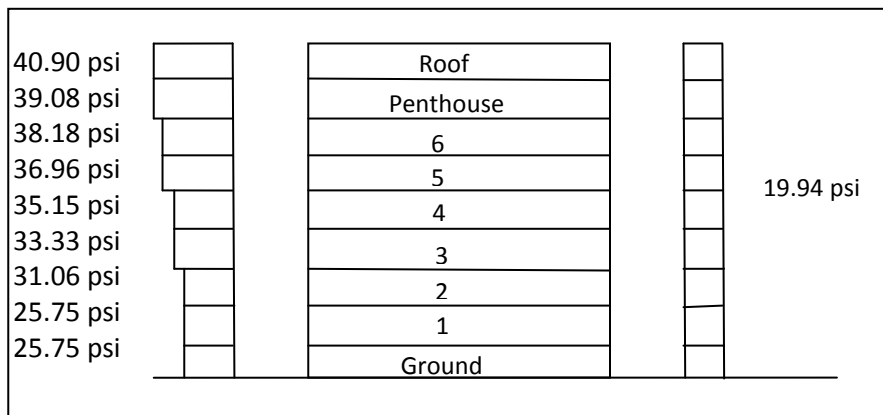 40.90 psi
Roof
39.08 psi
Penthouse
38.18 psi
6
36.96 psi
5
19.94 psi
35.15 psi
4
33.33 psi
3
31.06 psi
2
25.75 psi
1
25.75 psi
Ground